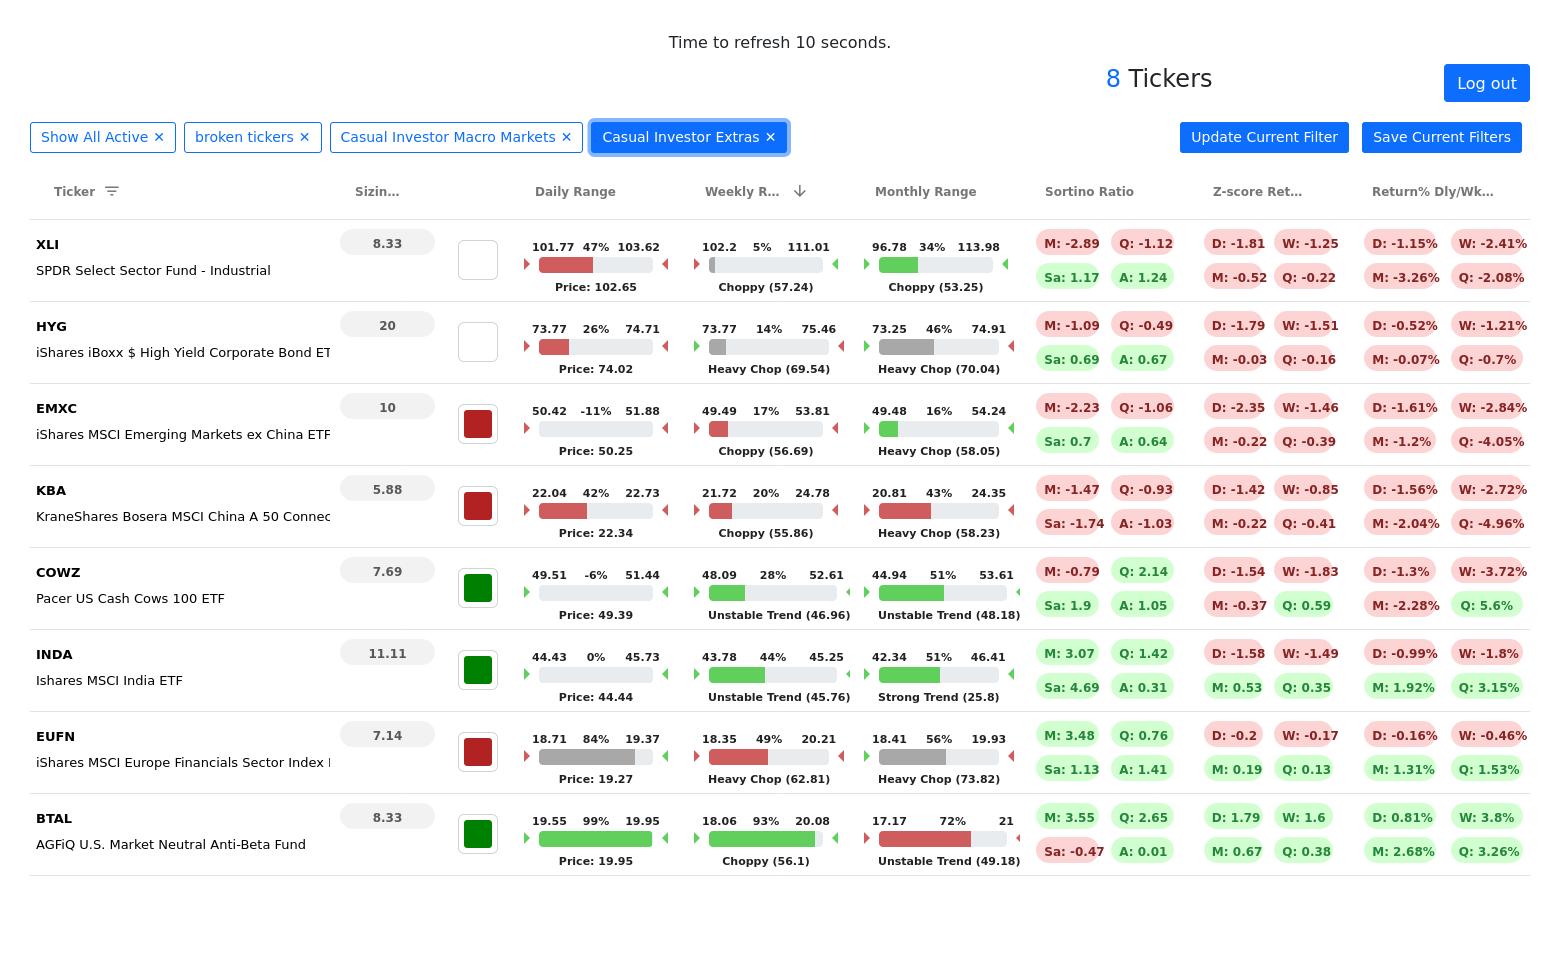 Time to refresh 10 seconds.
8 Tickers
Log out
Show All Active ✕ broken tickers ✕ Casual Investor Macro Markets ✕ Casual Investor Extras ✕ Update Current Filter Save Current Filters
Ticker Sizin... Daily Range Weekly R... Monthly Range Sortino Ratio Z-score Ret... Return% Dly/Wk...
XLI 8.33 101.77 47% 103.62 102.2 5% 111.01 96.78 34% 113.98 M: -2.89 Q: -1.12 D: -1.81 W: -1.25 D: -1.15% W: -2.41%
SPDR Select Sector Fund - Industrial Price: 102.65 Choppy (57.24) Choppy (53.25) Sa: 1.17 A: 1.24 M: -0.52 Q: -0.22 M: -3.26% Q: -2.08%
HYG 20 73.77 26% 74.71 73.77 14% 75.46 73.25 46% 74.91 M: -1.09 Q: -0.49 D: -1.79 W: -1.51 D: -0.52% W: -1.21%
iShares iBoxx $ High Yield Corporate Bond ET Price: 74.02 Heavy Chop (69.54) Heavy Chop (70.04) Sa: 0.69 A: 0.67 M: -0.03 Q: -0.16 M: -0.07% Q: -0.7%
EMXC 10 50.42 -11% 51.88 49.49 17% 53.81 49.48 16% 54.24 M: -2.23 Q: -1.06 D: -2.35 W: -1.46 D: -1.61% W: -2.84%
iShares MSCI Emerging Markets ex China ETF Price: 50.25 Choppy (56.69) Heavy Chop (58.05) Sa: 0.7 A: 0.64 M: -0.22 Q: -0.39 M: -1.2% Q: -4.05%
KBA 5.88 22.04 42% 22.73 21.72 20% 24.78 20.81 43% 24.35 M: -1.47 Q: -0.93 D: -1.42 W: -0.85 D: -1.56% W: -2.72%
KraneShares Bosera MSCI China A 50 Connec Price: 22.34 Choppy (55.86) Heavy Chop (58.23) Sa: -1.74 A: -1.03 M: -0.22 Q: -0.41 M: -2.04% Q: -4.96%
COWZ 7.69 49.51 -6% 51.44 48.09 28% 52.61 44.94 51% 53.61 M: -0.79 Q: 2.14 D: -1.54 W: -1.83 D: -1.3% W: -3.72%
Pacer US Cash Cows 100 ETF Price: 49.39 Unstable Trend (46.96) Unstable Trend (48.18) Sa: 1.9 A: 1.05 M: -0.37 Q: 0.59 M: -2.28% Q: 5.6%
INDA 11.11 44.43 0% 45.73 43.78 44% 45.25 42.34 51% 46.41 M: 3.07 Q: 1.42 D: -1.58 W: -1.49 D: -0.99% W: -1.8%
Ishares MSCI India ETF Price: 44.44 Unstable Trend (45.76) Strong Trend (25.8) Sa: 4.69 A: 0.31 M: 0.53 Q: 0.35 M: 1.92% Q: 3.15%
EUFN 7.14 18.71 84% 19.37 18.35 49% 20.21 18.41 56% 19.93 M: 3.48 Q: 0.76 D: -0.2 W: -0.17 D: -0.16% W: -0.46%
iShares MSCI Europe Financials Sector Index Price: 19.27 Heavy Chop (62.81) Heavy Chop (73.82) Sa: 1.13 A: 1.41 M: 0.19 Q: 0.13 M: 1.31% Q: 1.53%
BTAL 8.33 19.55 99% 19.95 18.06 93% 20.08 17.17 72% 21 M: 3.55 Q: 2.65 D: 1.79 W: 1.6 D: 0.81% W: 3.8%
AGFiQ U.S. Market Neutral Anti-Beta Fund Price: 19.95 Choppy (56.1) Unstable Trend (49.18) Sa: -0.47 A: 0.01 M: 0.67 Q: 0.38 M: 2.68% Q: 3.26%